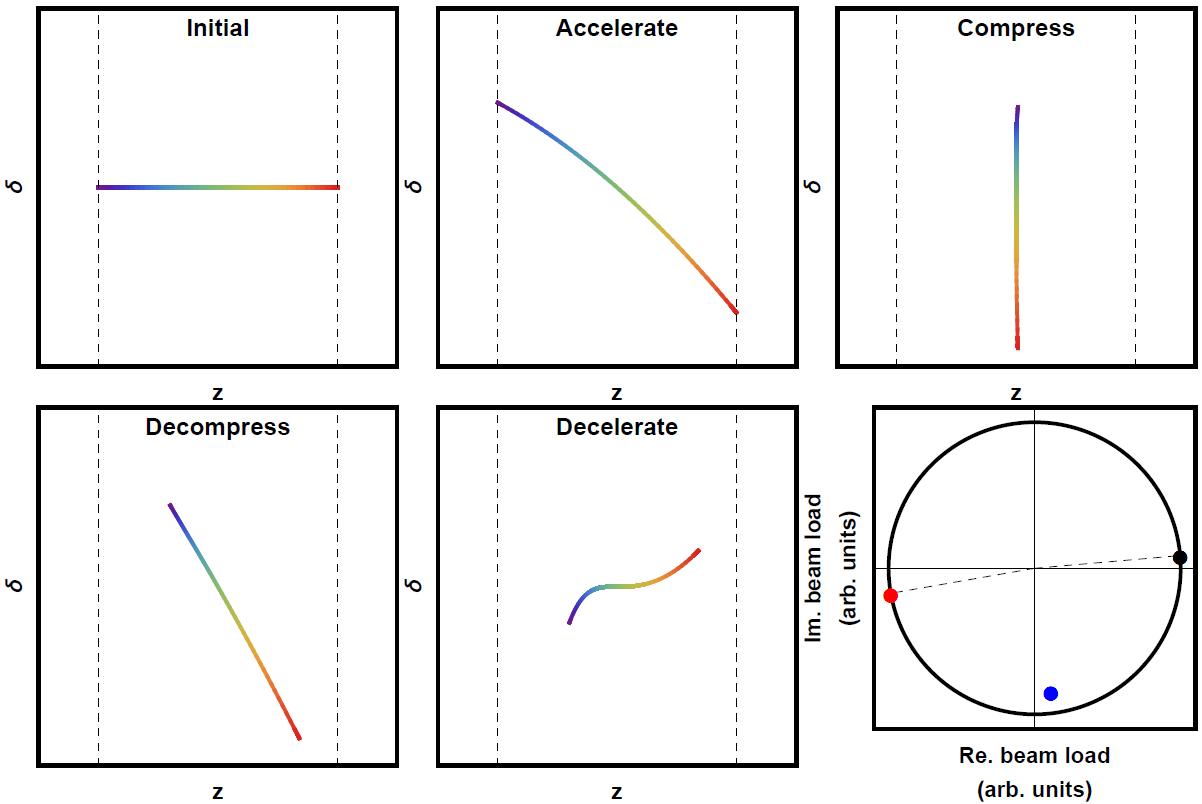 Initial
δ
z
Accelerate
δ
z
Compress
δ
z
Decompress
δ
z
Decelerate
δ
z
Im. beam load
(arb. units)
Re. beam load
(arb. units)